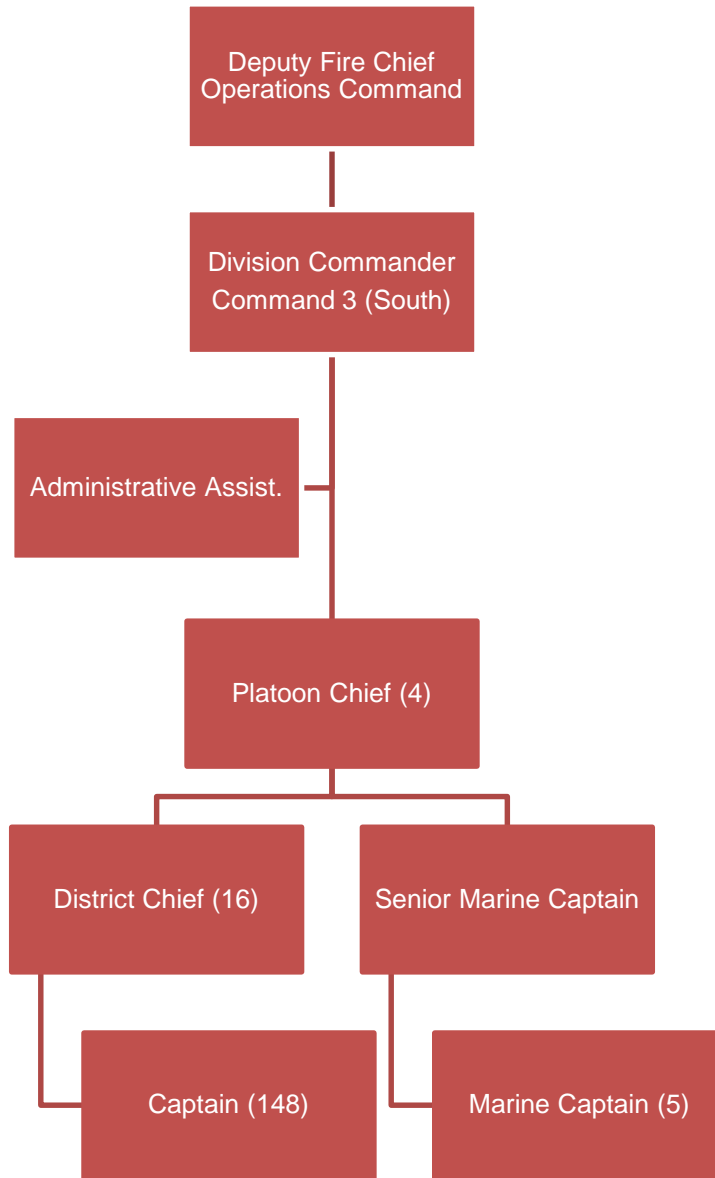 Deputy Fire Chief
Operations Command
Division Commander
Command 3 (South)
Administrative Assist.
Platoon Chief (4)
District Chief (16)
Senior Marine Captain
Captain (148)
Marine Captain (5)